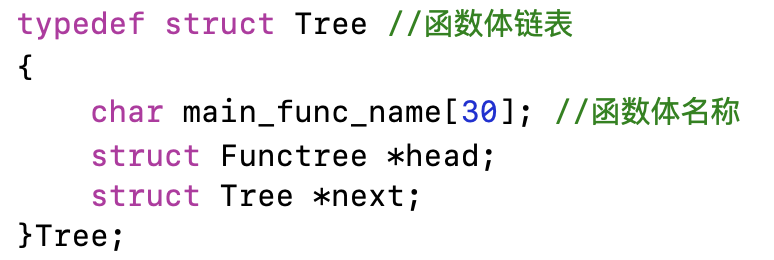 typedef struct Tree //函数体链表
{
    char main_func_name[30]; //函数体名称
    struct Functree *head;
    struct Tree *next;
}Tree;